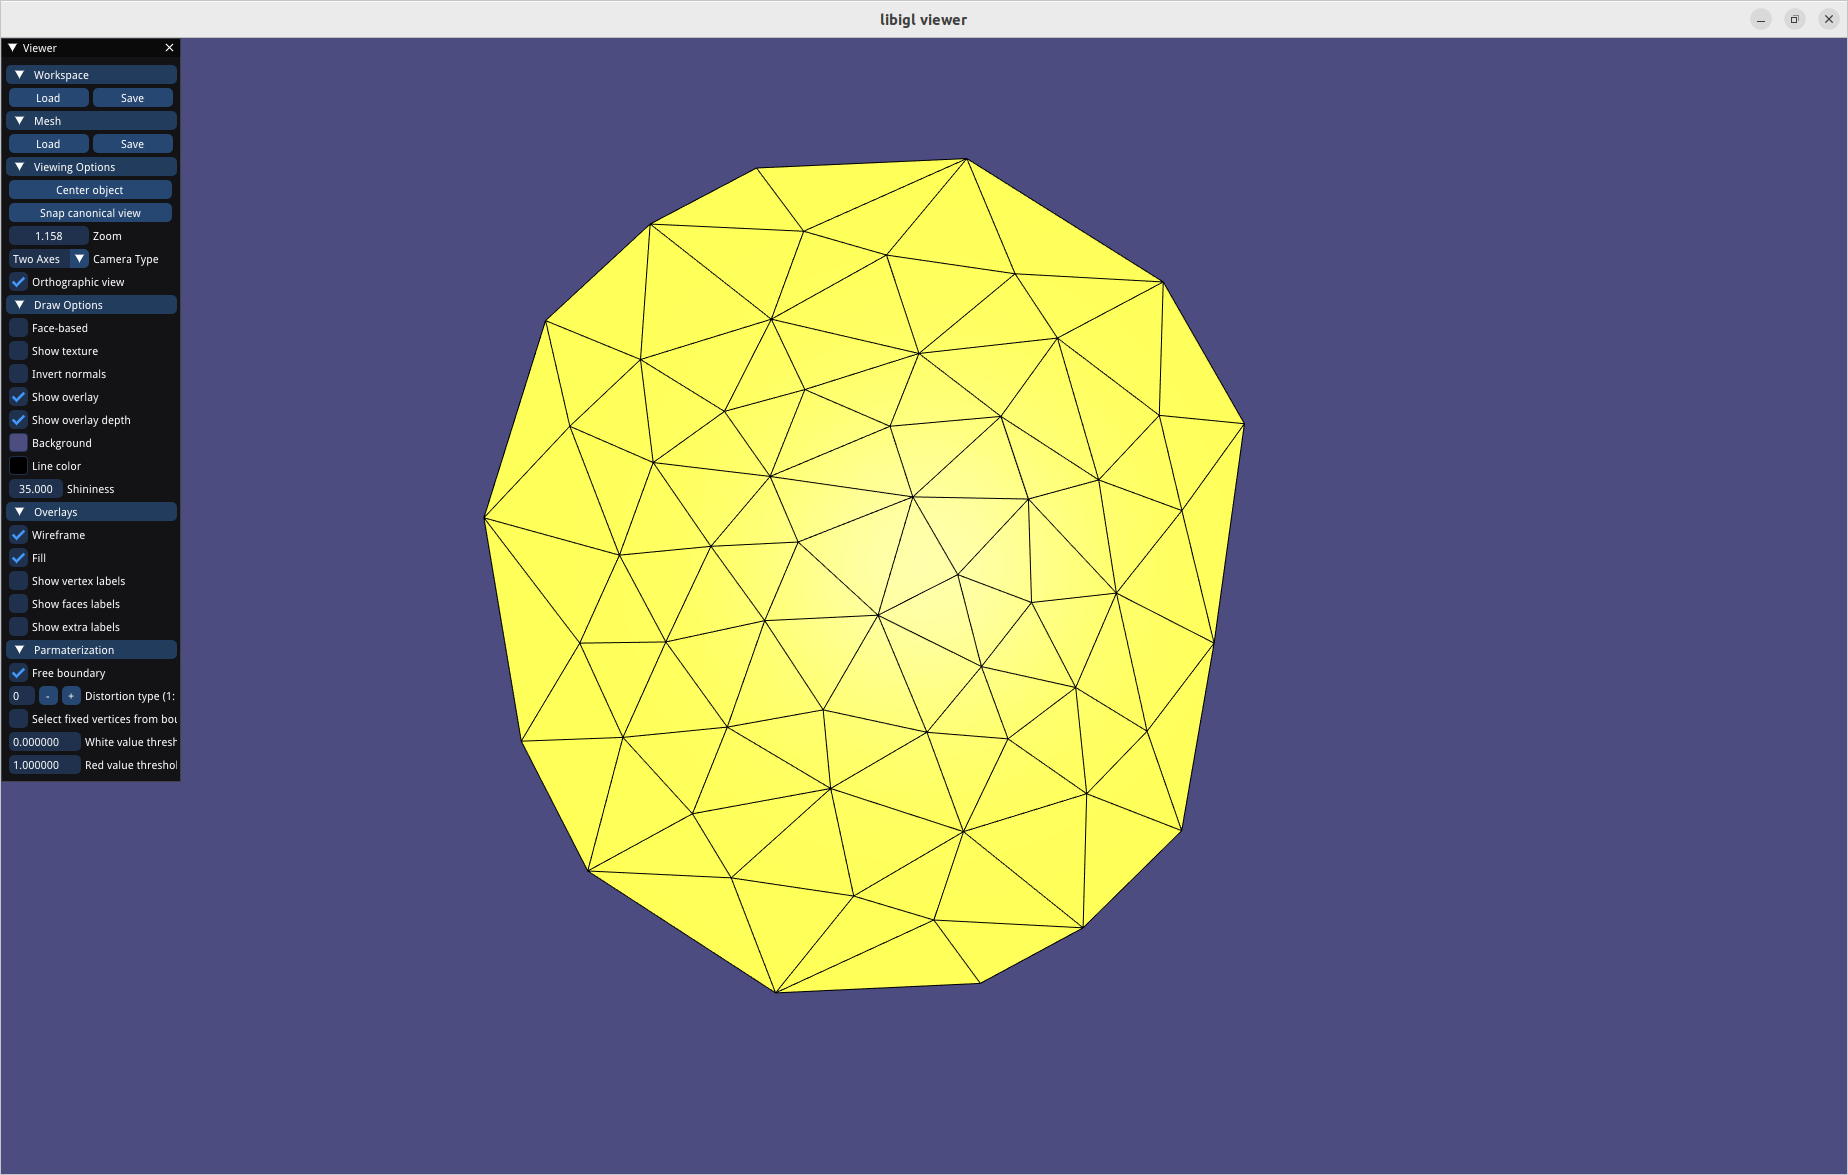 libigl viewer
Viewer
Workspace
Load Save
Mesh
Load Save
Viewing Options
Center object
Snap canonical view
1.158 Zoom
Two Axes Camera Type
Orthographic view
Draw Options
Face-based
Show texture
Invert normals
Show overlay
Show overlay depth
Background
Line color
35.000 Shininess
Overlays
Wireframe
Fill
Show vertex labels
Show faces labels
Show extra labels
Parmaterization
Free boundary
0 - + Distortion type (1:
Select fixed vertices from bou
0.000000 White value thresh
1.000000 Red value threshol